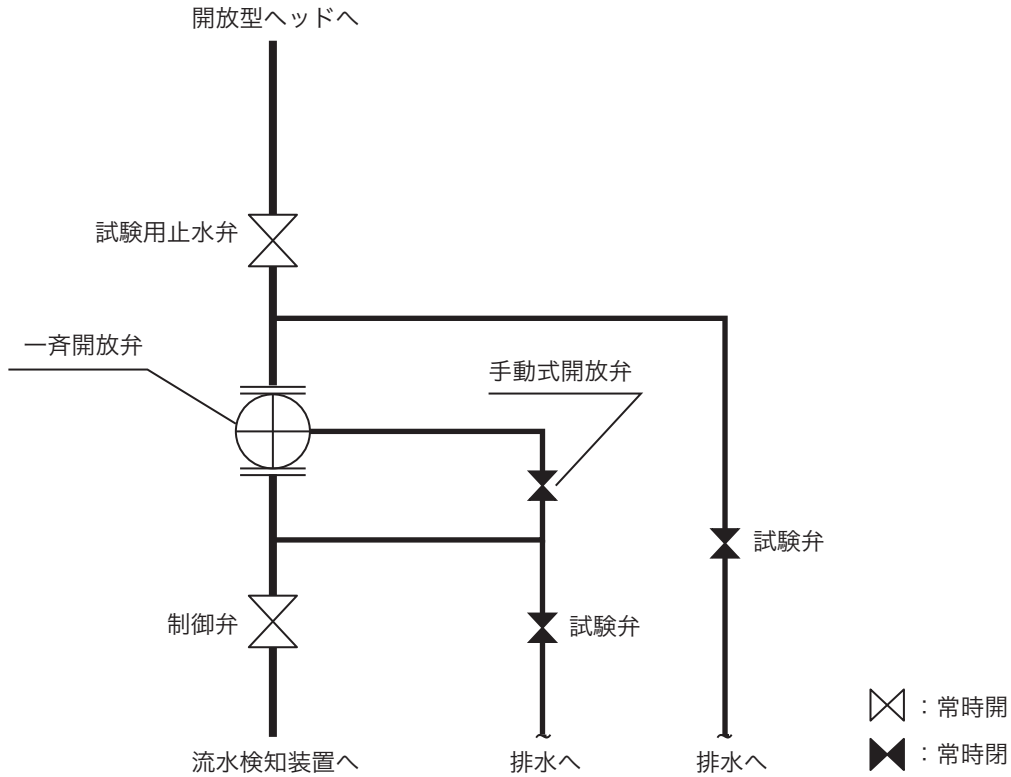 開放型ヘッドへ
試験用止水弁
一斉開放弁
手動式開放弁
試験弁
制御弁
試験弁
：常時開
：常時閉
流水検知装置へ
排水へ
排水へ